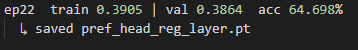 ep22  train 0.3905 | val 0.3864  acc 64.698%
↳ saved pref_head_reg_layer.pt